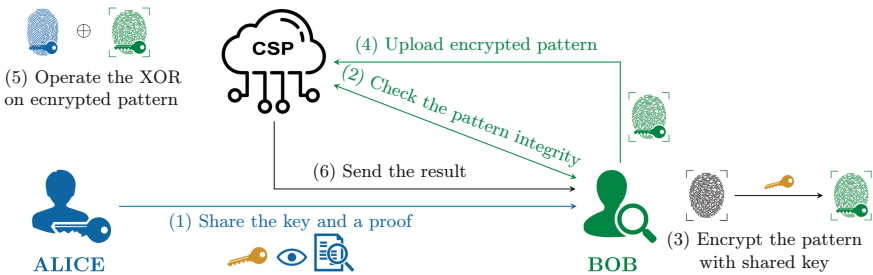 ⊕
CSP
(4) Upload encrypted pattern
(5) Operate the XOR
on ecnrypted pattern
(2) Check the pattern integrity
(6) Send the result
(1) Share the key and a proof
(3) Encrypt the pattern
with shared key
ALICE
BOB